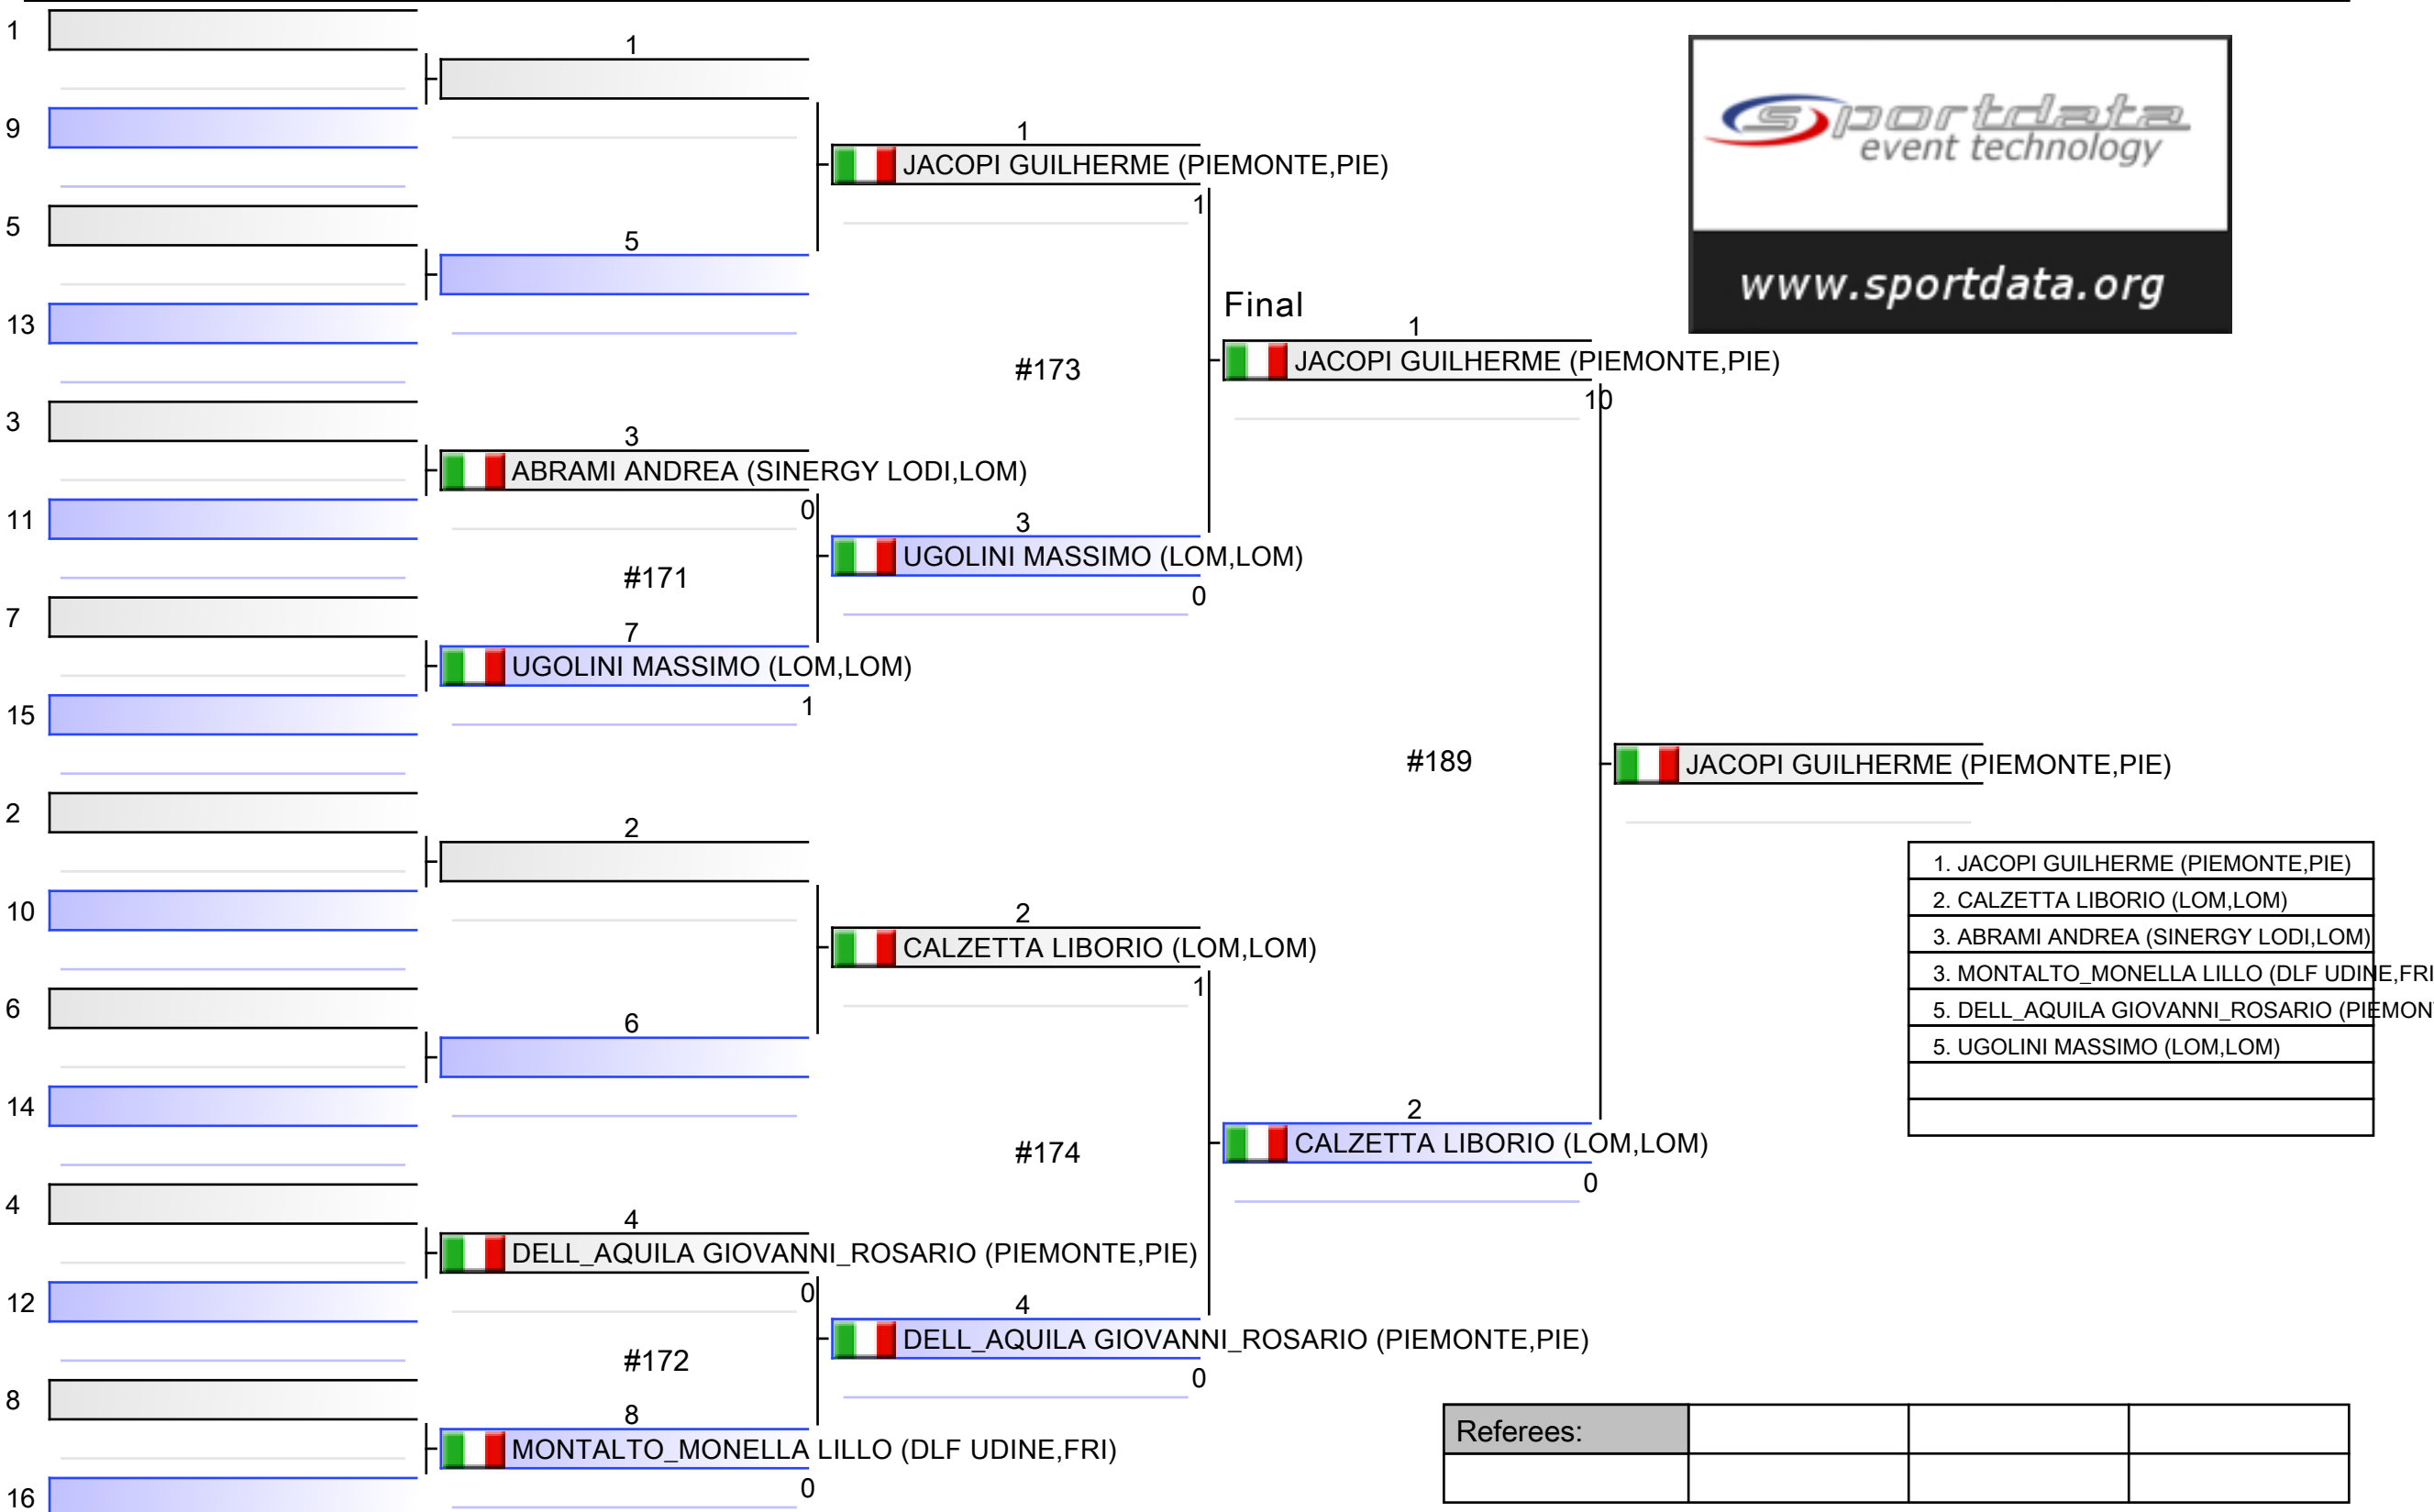 1
1
9
1
JACOPI GUILHERME (PIEMONTE,PIE)
1
5
5
13
sportdata
event technology
www.sportdata.org
Final
1
JACOPI GUILHERME (PIEMONTE,PIE)
10
#173
3
3
ABRAMI ANDREA (SINERGY LODI,LOM)
0
11
3
UGOLINI MASSIMO (LOM,LOM)
0
#171
7
7
UGOLINI MASSIMO (LOM,LOM)
1
15
#189
JACOPI GUILHERME (PIEMONTE,PIE)
2
2
10
2
CALZETTA LIBORIO (LOM,LOM)
1
6
6
14
1. JACOPI GUILHERME (PIEMONTE,PIE)
2. CALZETTA LIBORIO (LOM,LOM)
3. ABRAMI ANDREA (SINERGY LODI,LOM)
3. MONTALTO_MONELLA LILLO (DLF UDINE,FRI
5. DELL_AQUILA GIOVANNI_ROSARIO (PIEMON
5. UGOLINI MASSIMO (LOM,LOM)
2
CALZETTA LIBORIO (LOM,LOM)
0
#174
4
4
DELL_AQUILA GIOVANNI_ROSARIO (PIEMONTE,PIE)
0
12
4
DELL_AQUILA GIOVANNI_ROSARIO (PIEMONTE,PIE)
0
#172
8
8
MONTALTO_MONELLA LILLO (DLF UDINE,FRI)
0
16
Referees: